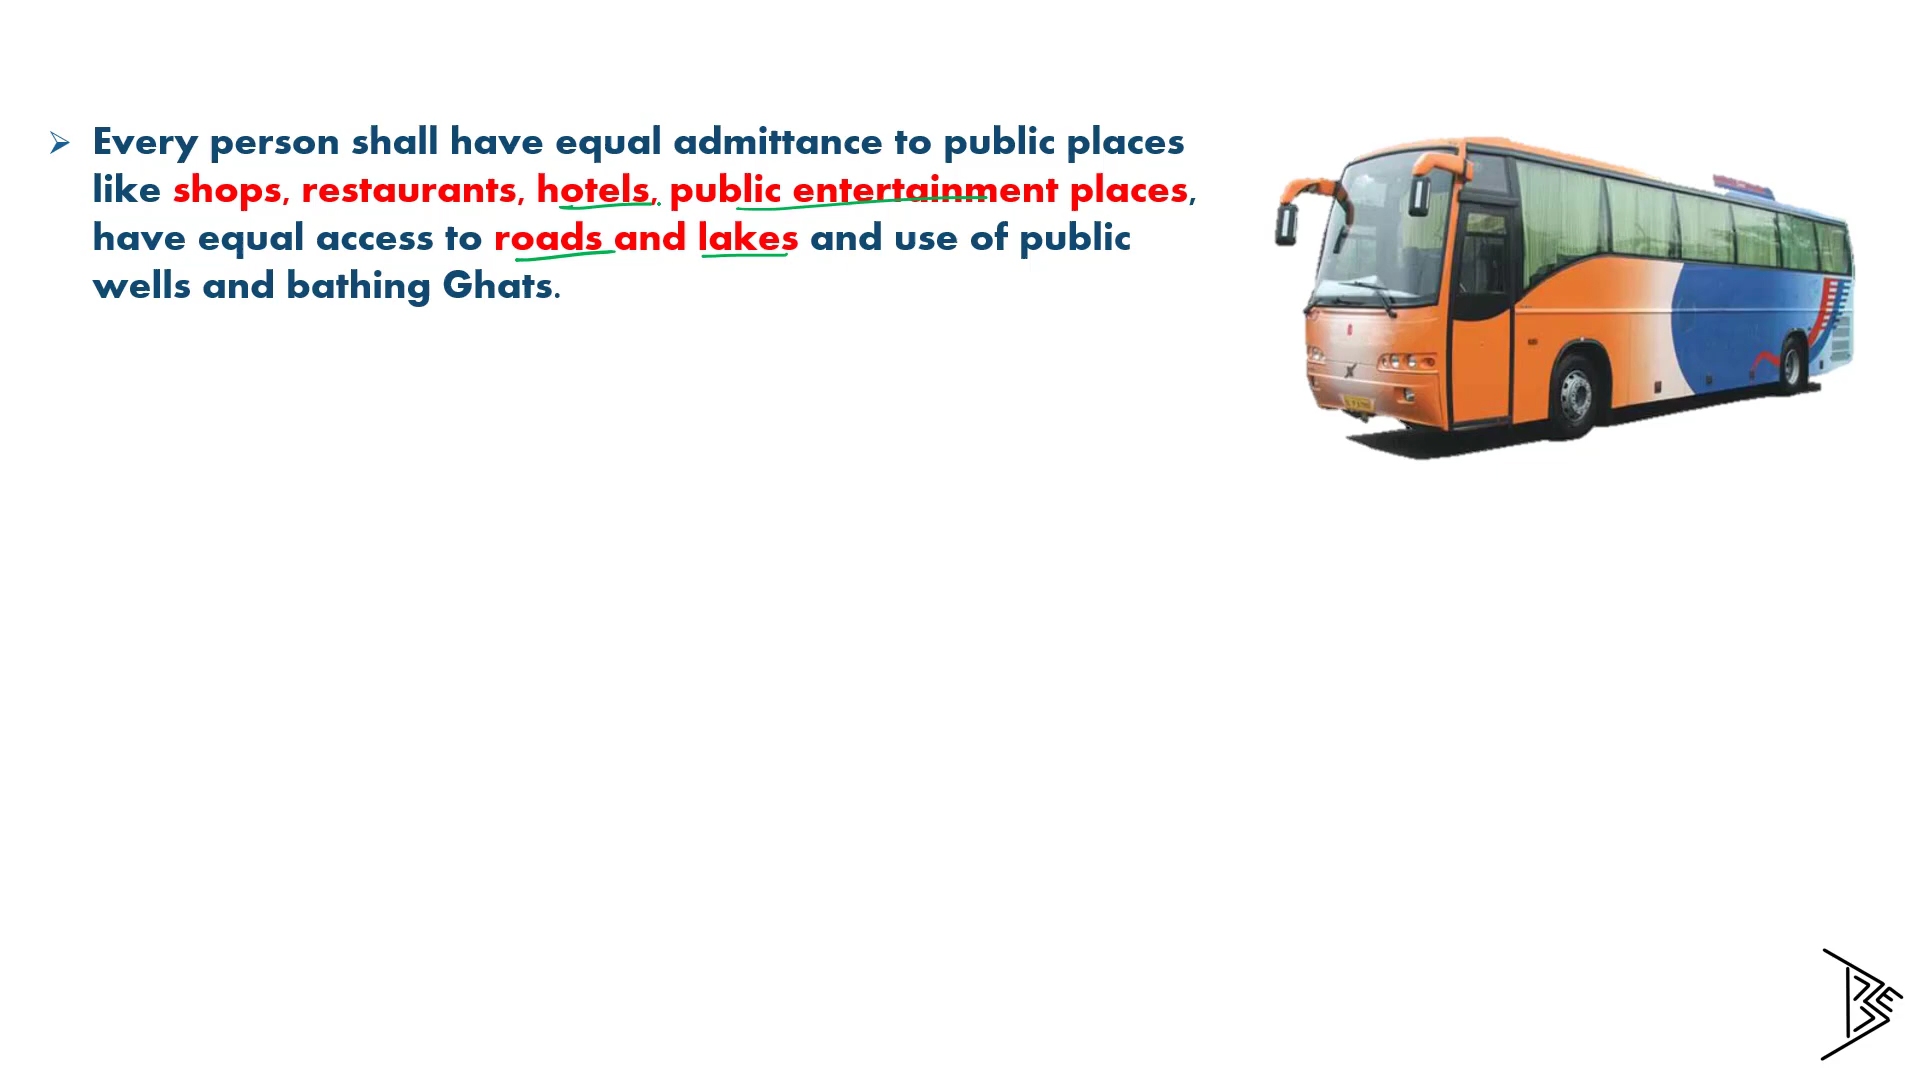 Every person shall have equal admittance to public places
like shops, restaurants, hotels, public entertainment places,
have equal access to roads and lakes and use of public
wells and bathing Ghats.